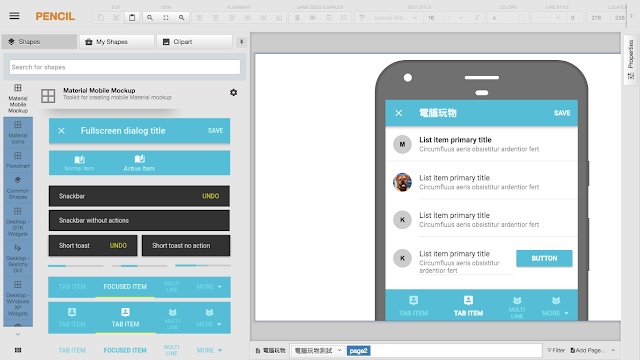 PENCIL
EDIT
VIEW
ALIGNMENT
SAME SIZES & SPACES
TEXT STYLE
COLORS
LINE STYLE
LOCATION
16
0
278
238
Shapes
My Shapes
Clipart
Search for shapes
Properties
Material Mobile Mockup
Material Icons
Flowchart
Common Shapes
Desktop - GTK Widgets
Desktop - Sketchy GUI
Desktop - Windows XP Widgets
Material Mobile Mockup
Toolkit for creating mobile Material mockup
Fullscreen dialog title SAVE
Normal item Active Item
Snackbar UNDO
Snackbar without actions
Short toast UNDO
Short toast no action
TAB ITEM FOCUSED ITEM MULTI LINE MORE
TAB ITEM TAB ITEM MULTI LINE MORE
TAB ITEM FOCUSED ITEM MULTI LINE MORE
電腦玩物 SAVE
M
List item primary title
Circumfluus aeris obsistitur ardentior fert
List item primary title
Circumfluus aeris obsistitur ardentior fert
K
List item primary title
Circumfluus aeris obsistitur ardentior fert
K
List item primary title
Circumfluus aeris obsistitur
ardentior fert
BUTTON
TAB ITEM TAB ITEM MULTI LINE MORE
電腦玩物 電腦玩物測試 page2
Filter Add Page...